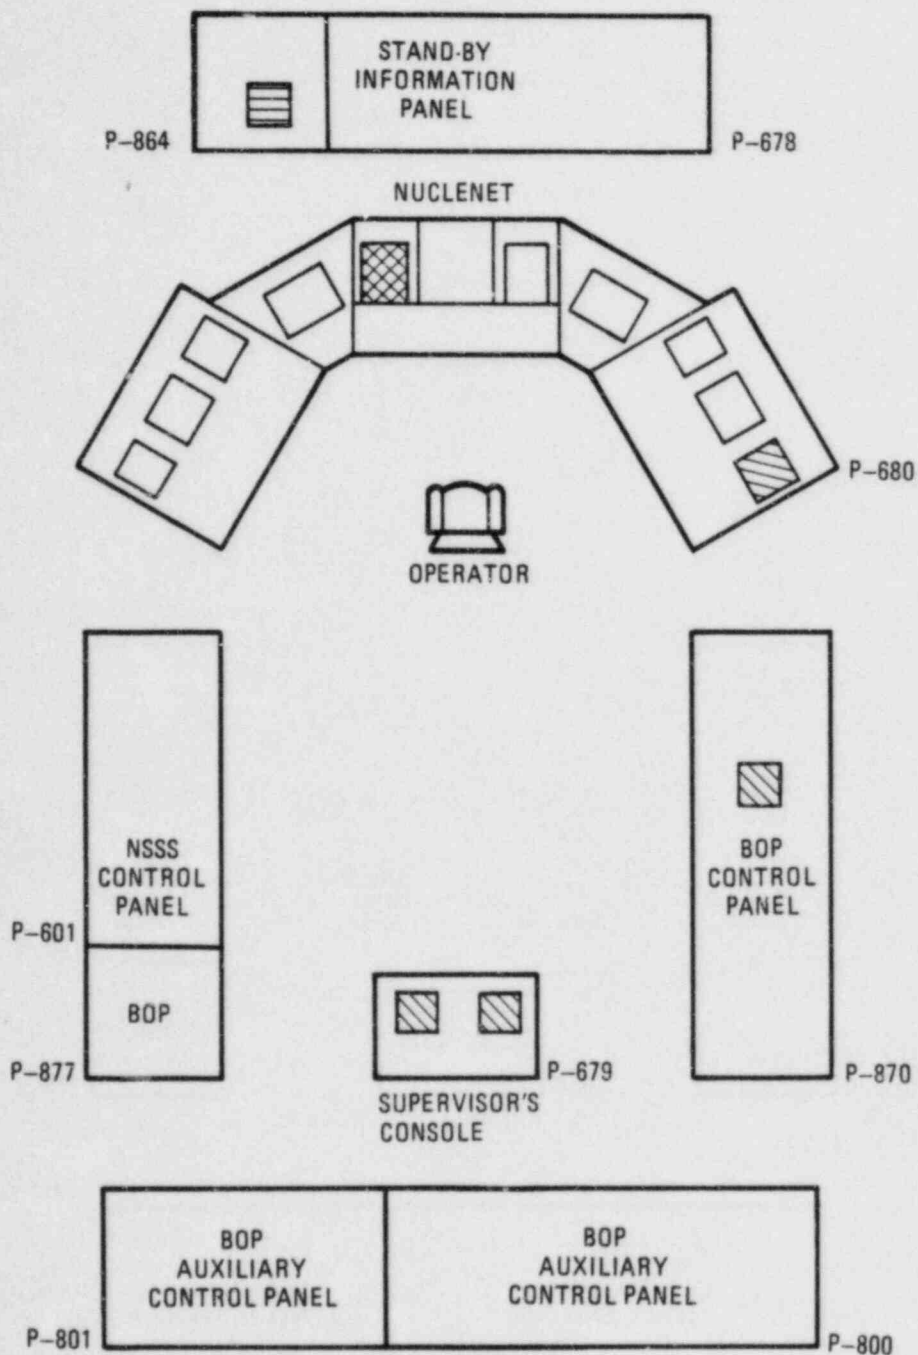 STAND-BY
INFORMATION
PANEL
P-864
P-678
NUCLENET
P-680
OPERATOR
NSSS
CONTROL
PANEL
BOP
CONTROL
PANEL
P-601
BOP
P-877
P-679
P-870
SUPERVISOR'S
CONSOLE
BOP
AUXILIARY
CONTROL PANEL
BOP
AUXILIARY
CONTROL PANEL
P-801
P-800